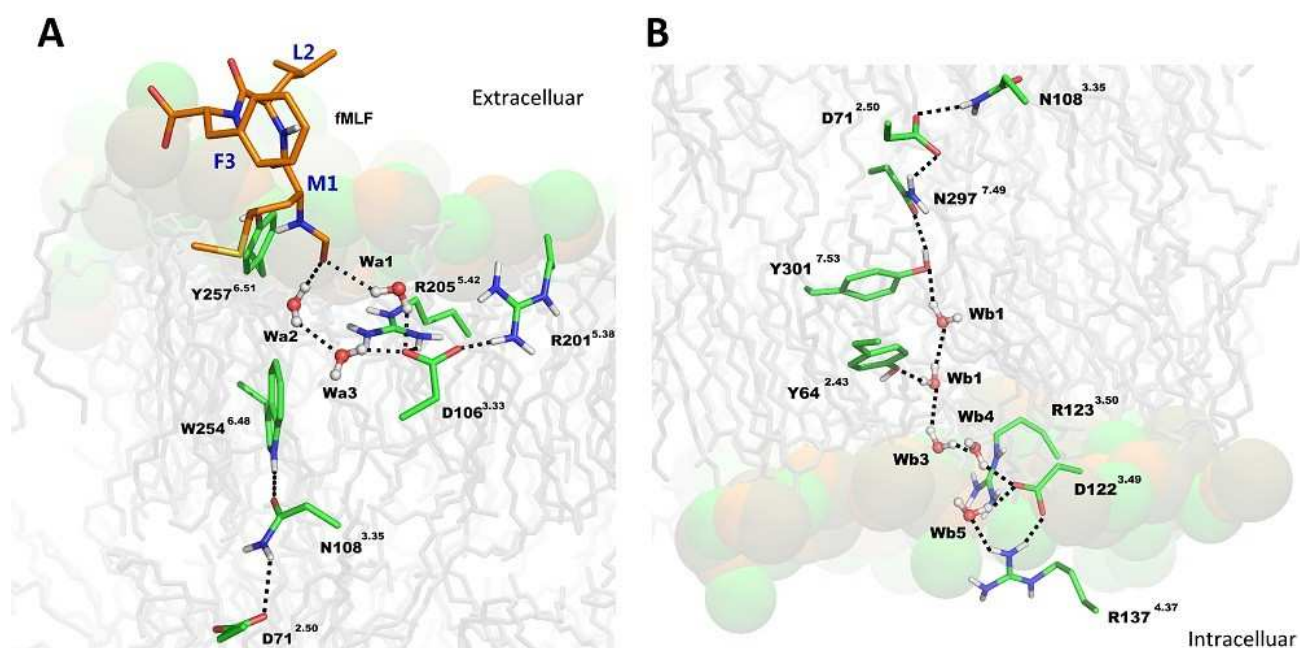 A
L2
Extracelluar
fMLF
F3
M1
Wa1
Y257 6.51
R205 5.42
Wa2
R201 5.38
Wa3
D106 3.33
W254 6.48
N108 3.35
D71 2.50
B
N108 3.35
D71 2.50
N297 7.49
Y301 7.53
Wb1
Y64 2.43
Wb1
Wb4
R123 3.50
Wb3
D122 3.49
Wb5
R137 4.37
Intracelluar